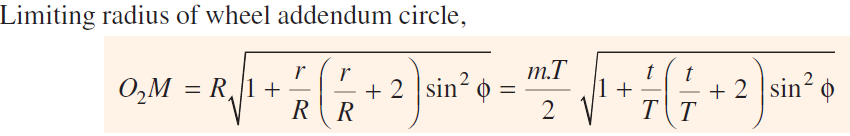 Limiting radius of wheel addendum circle,
O₂M = R√(1 + r/R (r/R + 2) sin² ϕ) = m.T/2 √(1 + t/T (t/T + 2) sin² ϕ)